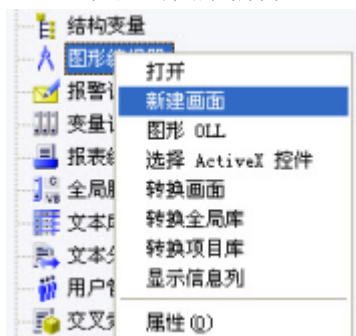 结构变量
图形编辑器
打开
报警
新建画面
变量
图形 OLL
报表
选择 ActiveX 控件
全局
转换画面
文本
转换全局库
文本
转换项目库
用户
显示信息列
交叉
属性(O)